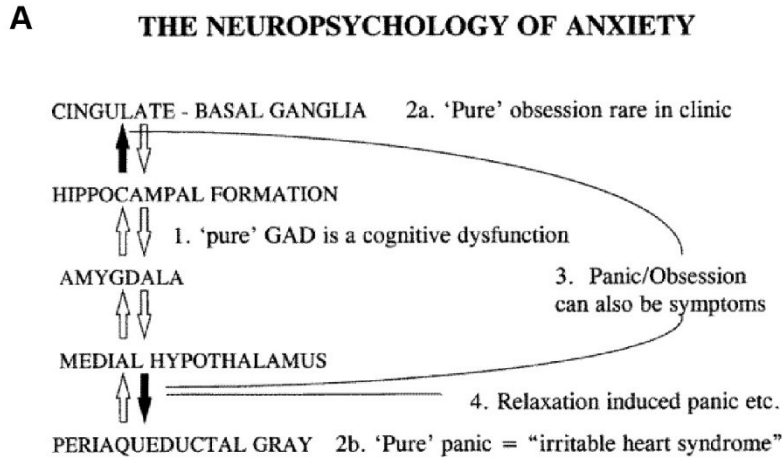 A
THE NEUROPSYCHOLOGY OF ANXIETY
CINGULATE - BASAL GANGLIA 2a. 'Pure' obsession rare in clinic
HIPPOCAMPAL FORMATION
1. 'pure' GAD is a cognitive dysfunction
AMYGDALA
3. Panic/Obsession
can also be symptoms
MEDIAL HYPOTHALAMUS
4. Relaxation induced panic etc.
PERIAQUEDUCTAL GRAY 2b. 'Pure' panic = "irritable heart syndrome"